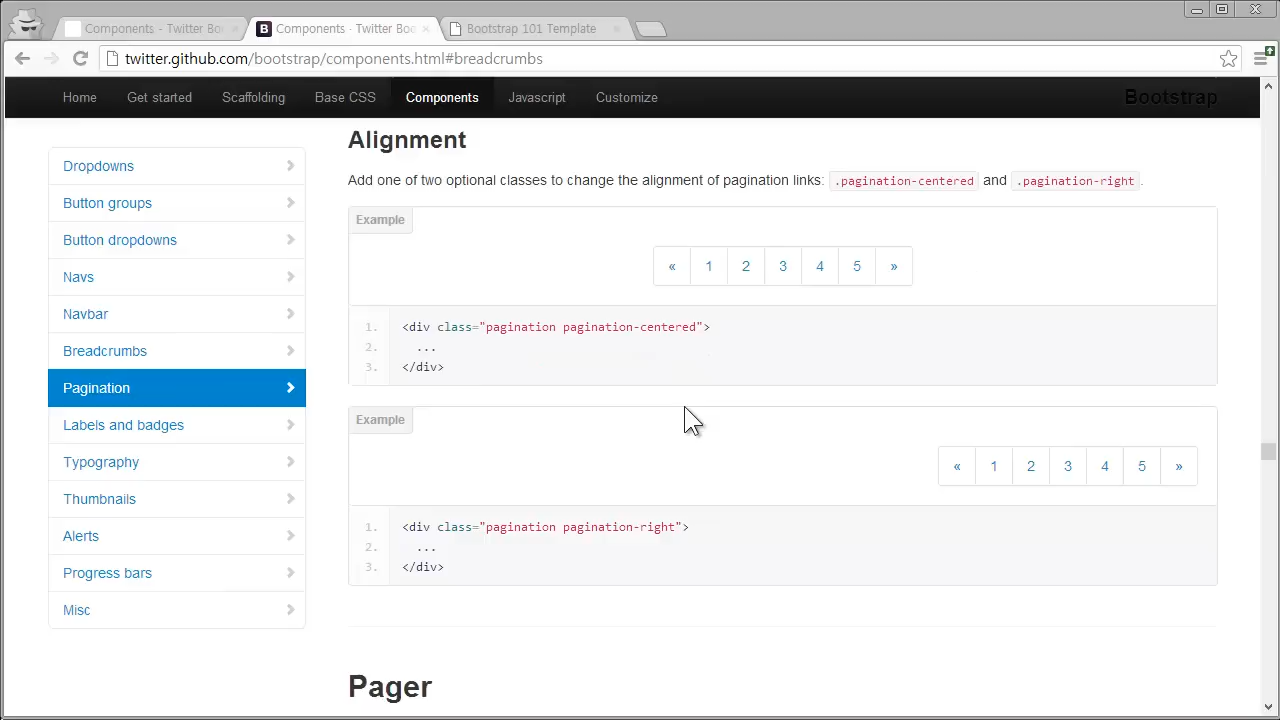 Components · Twitter Bo
Components · Twitter Boo
Bootstrap 101 Template
twitter.github.com/bootstrap/components.html#breadcrumbs
Home Get started Scaffolding Base CSS Components Javascript Customize Bootstrap
Dropdowns
Button groups
Button dropdowns
Navs
Navbar
Breadcrumbs
Pagination
Labels and badges
Typography
Thumbnails
Alerts
Progress bars
Misc
Alignment
Add one of two optional classes to change the alignment of pagination links: .pagination-centered and .pagination-right.
Example
« 1 2 3 4 5 »
1. <div class="pagination pagination-centered">
2. ...
3. </div>
Example
« 1 2 3 4 5 »
1. <div class="pagination pagination-right">
2. ...
3. </div>
Pager